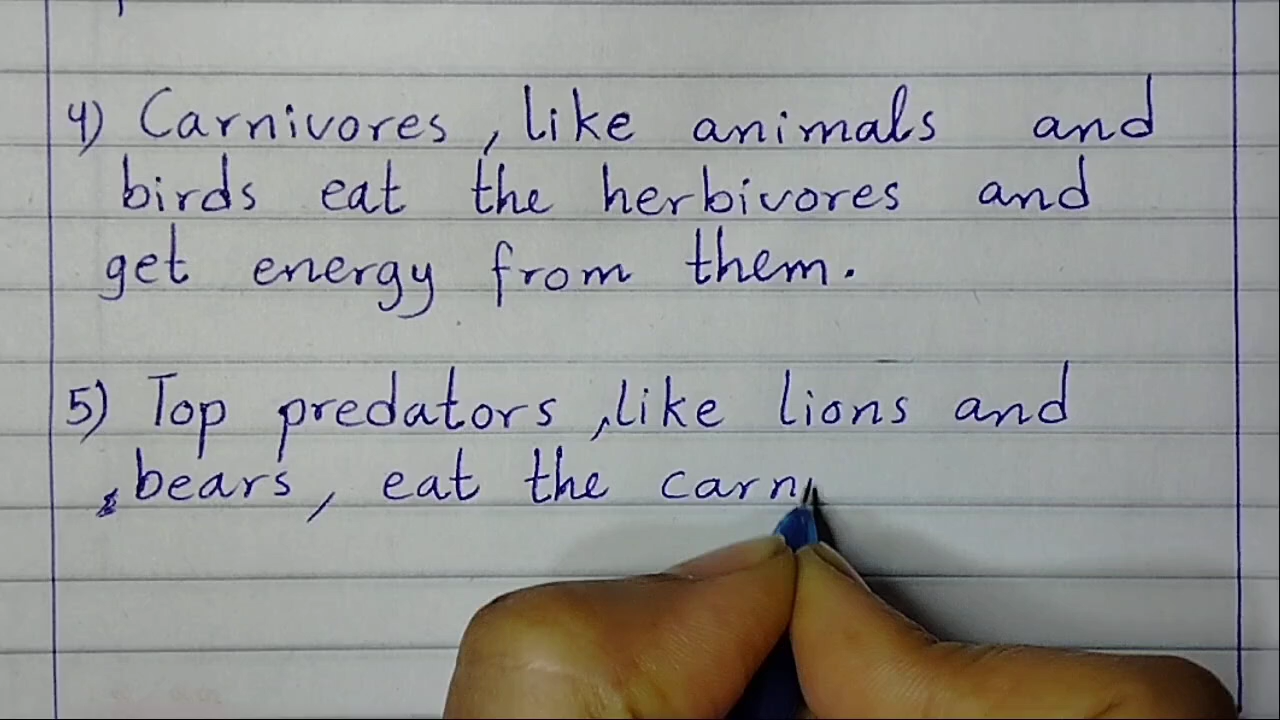 4) Carnivores, like animals and
birds eat the herbivores and
get energy from them.
5) Top predators, like lions and
bears, eat the carn